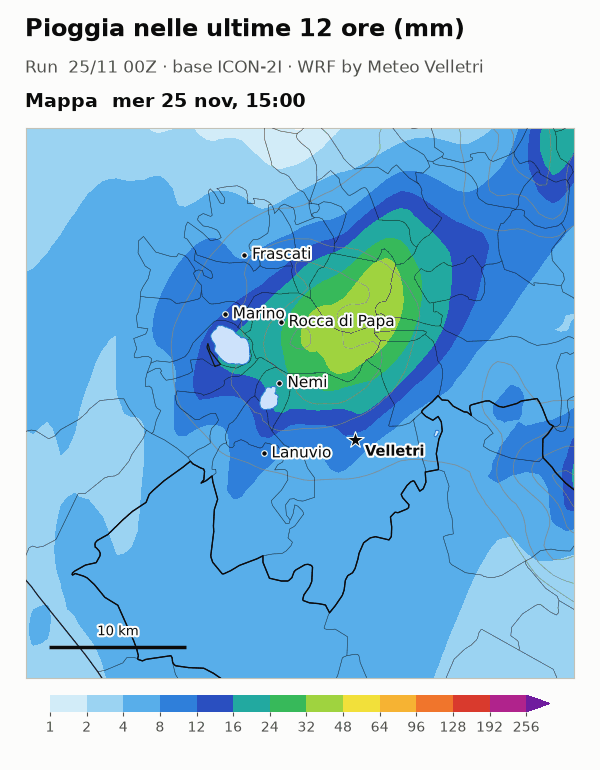 Pioggia nelle ultime 12 ore (mm)
Run  25/11 00Z · base ICON-2I · WRF by Meteo Velletri
Mappa  mer 25 nov, 15:00
Frascati
Marino
Rocca di Papa
Nemi
Velletri
Lanuvio
10 km
1 2 4 8 12 16 24 32 48 64 96 128 192 256